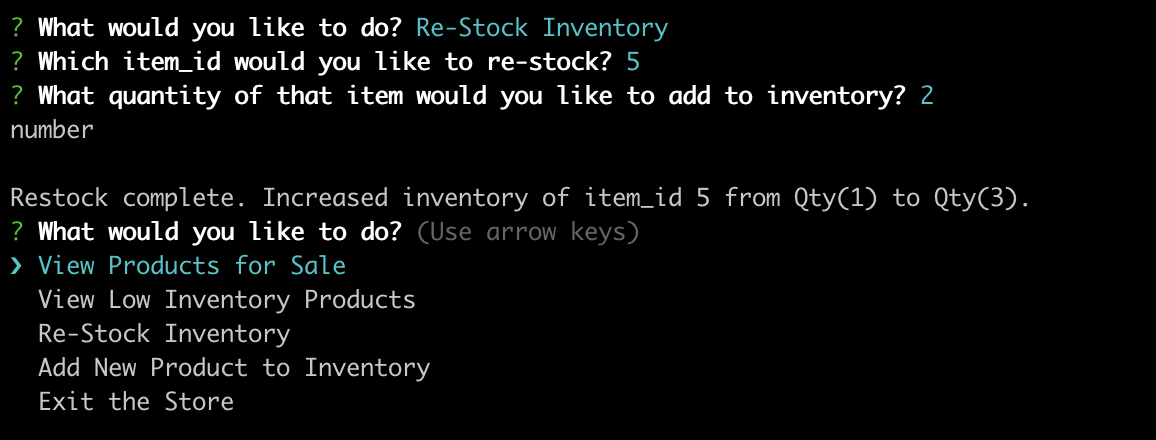 ? What would you like to do? Re-Stock Inventory
? Which item_id would you like to re-stock? 5
? What quantity of that item would you like to add to inventory? 2
number
Restock complete. Increased inventory of item_id 5 from Qty(1) to Qty(3).
? What would you like to do? (Use arrow keys)
❯ View Products for Sale
View Low Inventory Products
Re-Stock Inventory
Add New Product to Inventory
Exit the Store